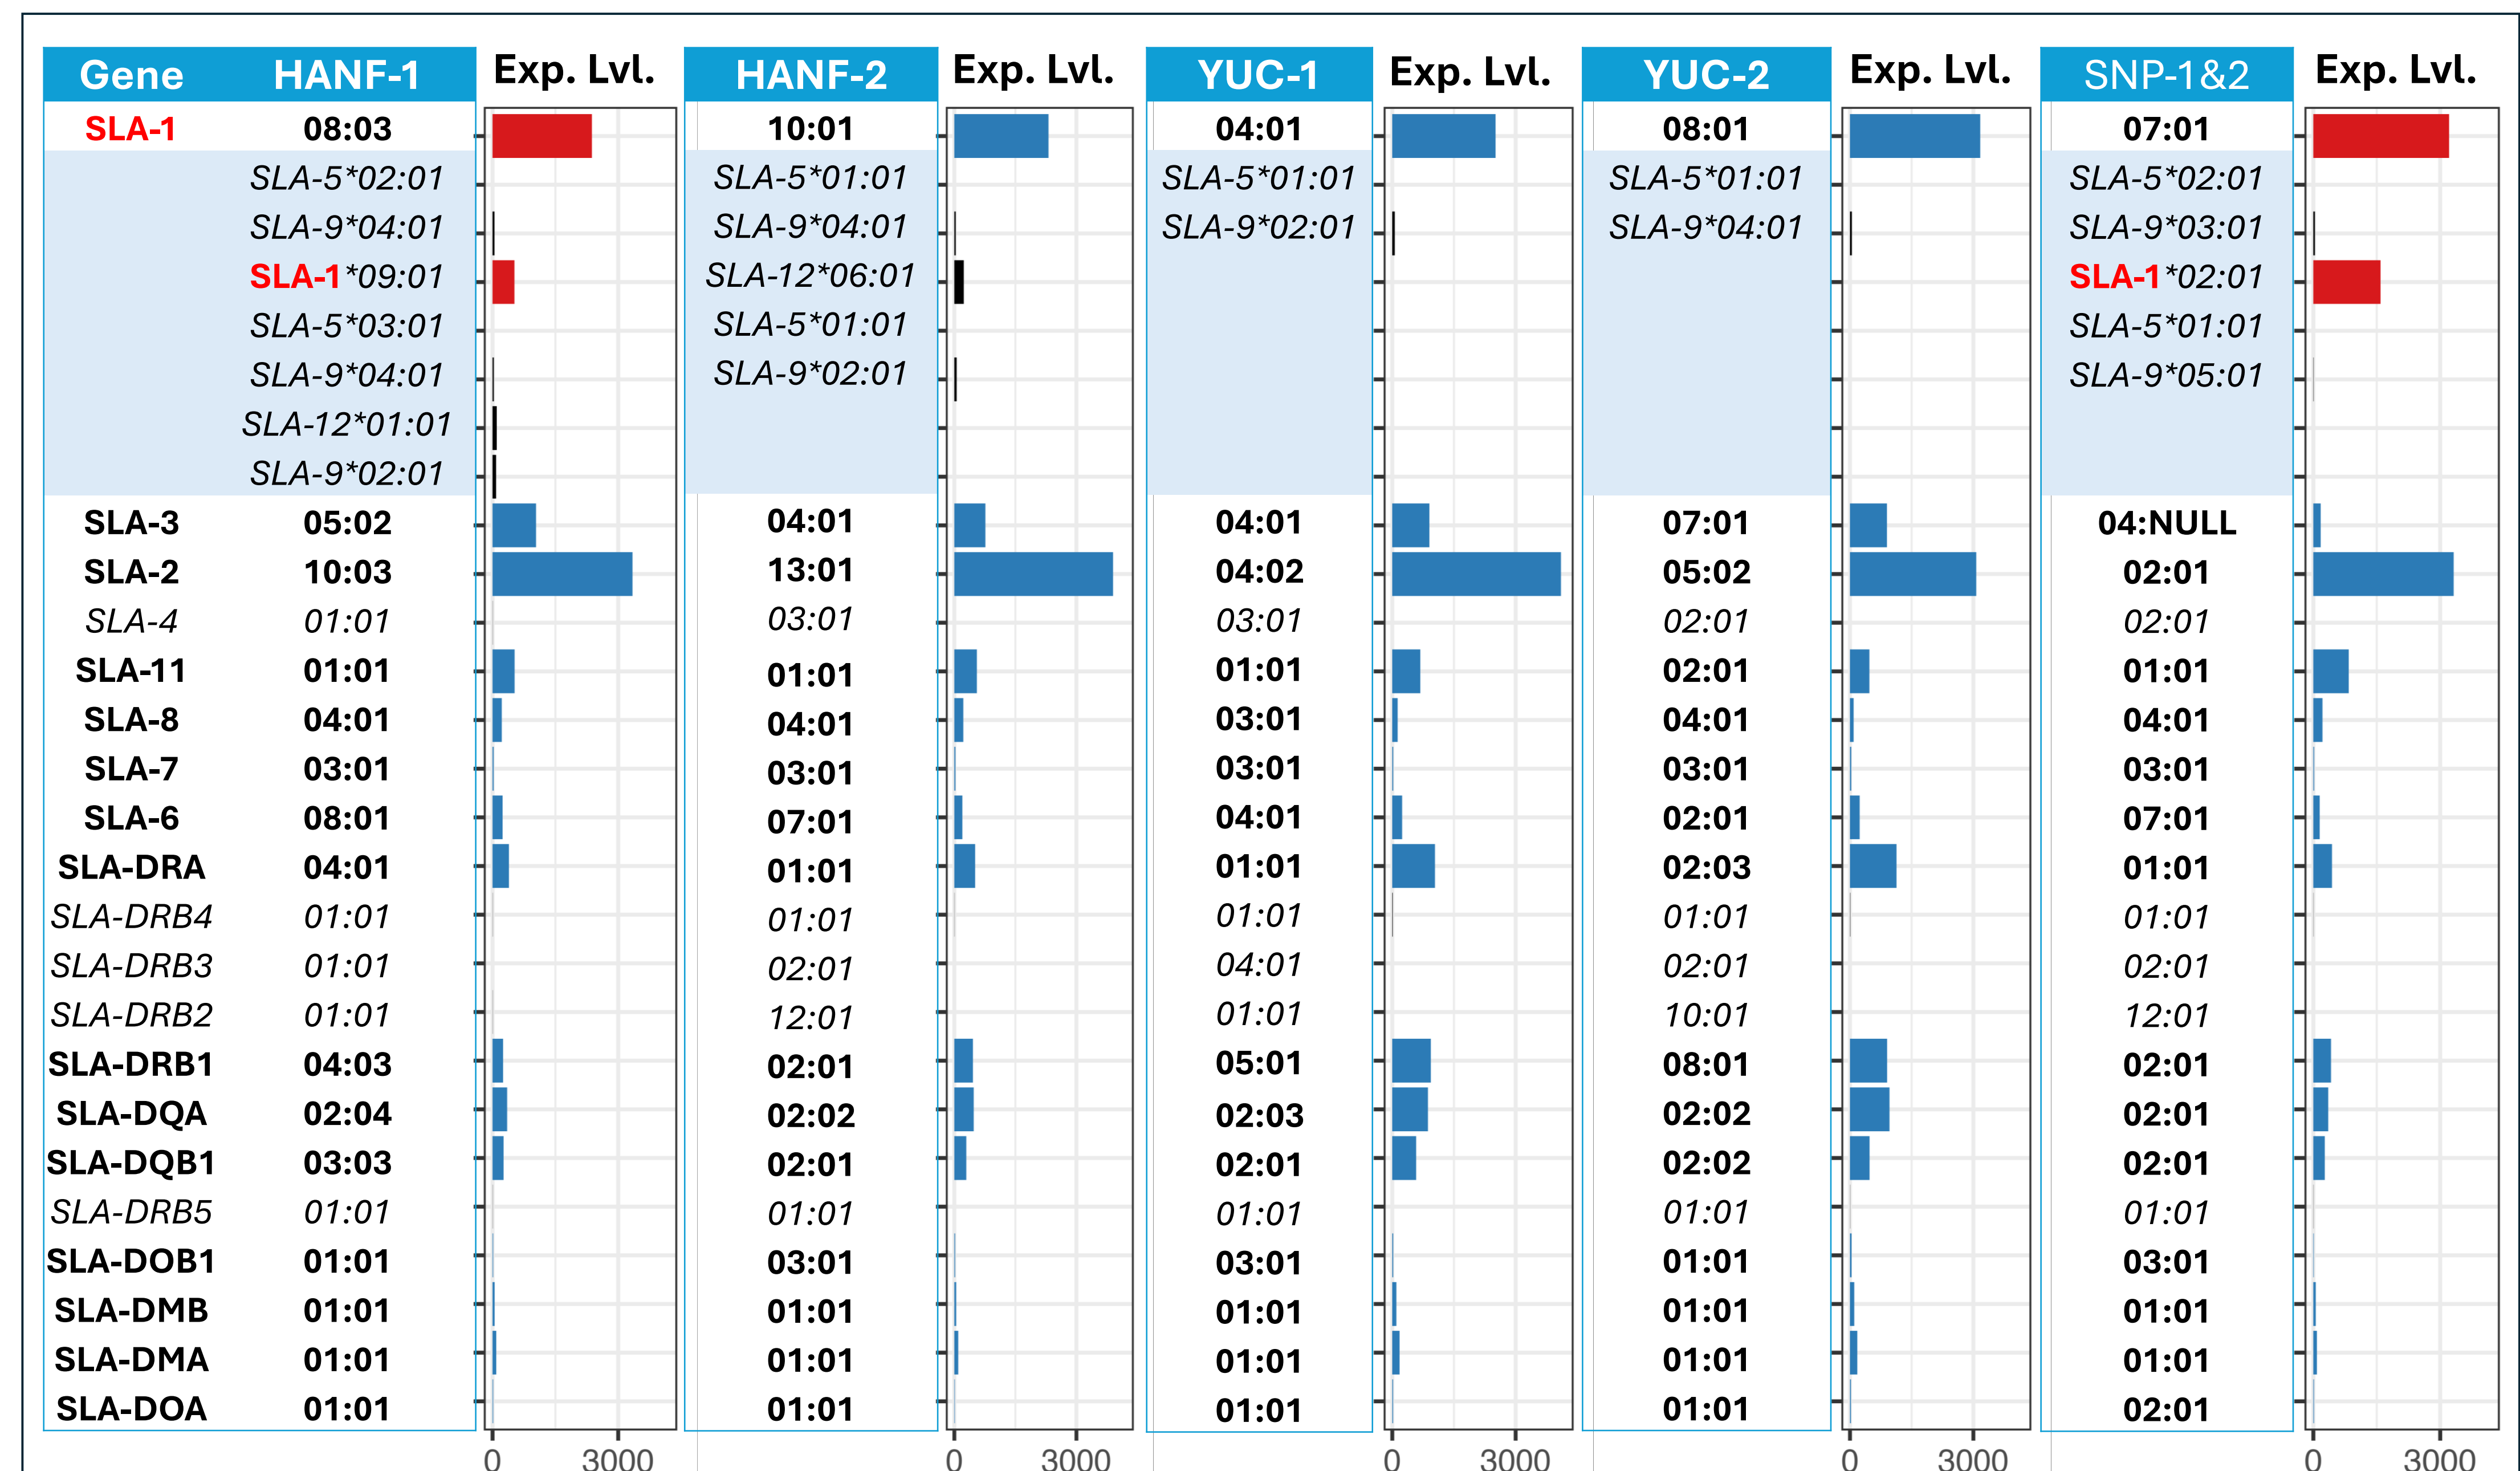 Gene HANF-1 Exp. Lvl. HANF-2 Exp. Lvl. YUC-1 Exp. Lvl. YUC-2 Exp. Lvl. SNP-1&2 Exp. Lvl.
SLA-1 08:03 10:01 04:01 08:01 07:01
SLA-5*02:01 SLA-5*01:01 SLA-5*01:01 SLA-5*01:01 SLA-5*02:01
SLA-9*04:01 SLA-9*04:01 SLA-9*02:01 SLA-9*04:01 SLA-9*03:01
SLA-1*09:01 SLA-12*06:01 SLA-1*02:01
SLA-5*03:01 SLA-5*01:01 SLA-5*01:01
SLA-9*04:01 SLA-9*02:01 SLA-9*05:01
SLA-12*01:01
SLA-9*02:01
SLA-3 05:02 04:01 04:01 07:01 04:NULL
SLA-2 10:03 13:01 04:02 05:02 02:01
SLA-4 01:01 03:01 03:01 02:01 02:01
SLA-11 01:01 01:01 01:01 02:01 01:01
SLA-8 04:01 04:01 03:01 04:01 04:01
SLA-7 03:01 03:01 03:01 03:01 03:01
SLA-6 08:01 07:01 04:01 02:01 07:01
SLA-DRA 04:01 01:01 01:01 02:03 01:01
SLA-DRB4 01:01 01:01 01:01 01:01 01:01
SLA-DRB3 01:01 02:01 04:01 02:01 02:01
SLA-DRB2 01:01 12:01 01:01 10:01 12:01
SLA-DRB1 04:03 02:01 05:01 08:01 02:01
SLA-DQA 02:04 02:02 02:03 02:02 02:01
SLA-DQB1 03:03 02:01 02:01 02:02 02:01
SLA-DRB5 01:01 01:01 01:01 01:01 01:01
SLA-DOB1 01:01 03:01 03:01 01:01 03:01
SLA-DMB 01:01 01:01 01:01 01:01 01:01
SLA-DMA 01:01 01:01 01:01 01:01 01:01
SLA-DOA 01:01 01:01 01:01 01:01 02:01
0 3000 0 3000 0 3000 0 3000 0 3000